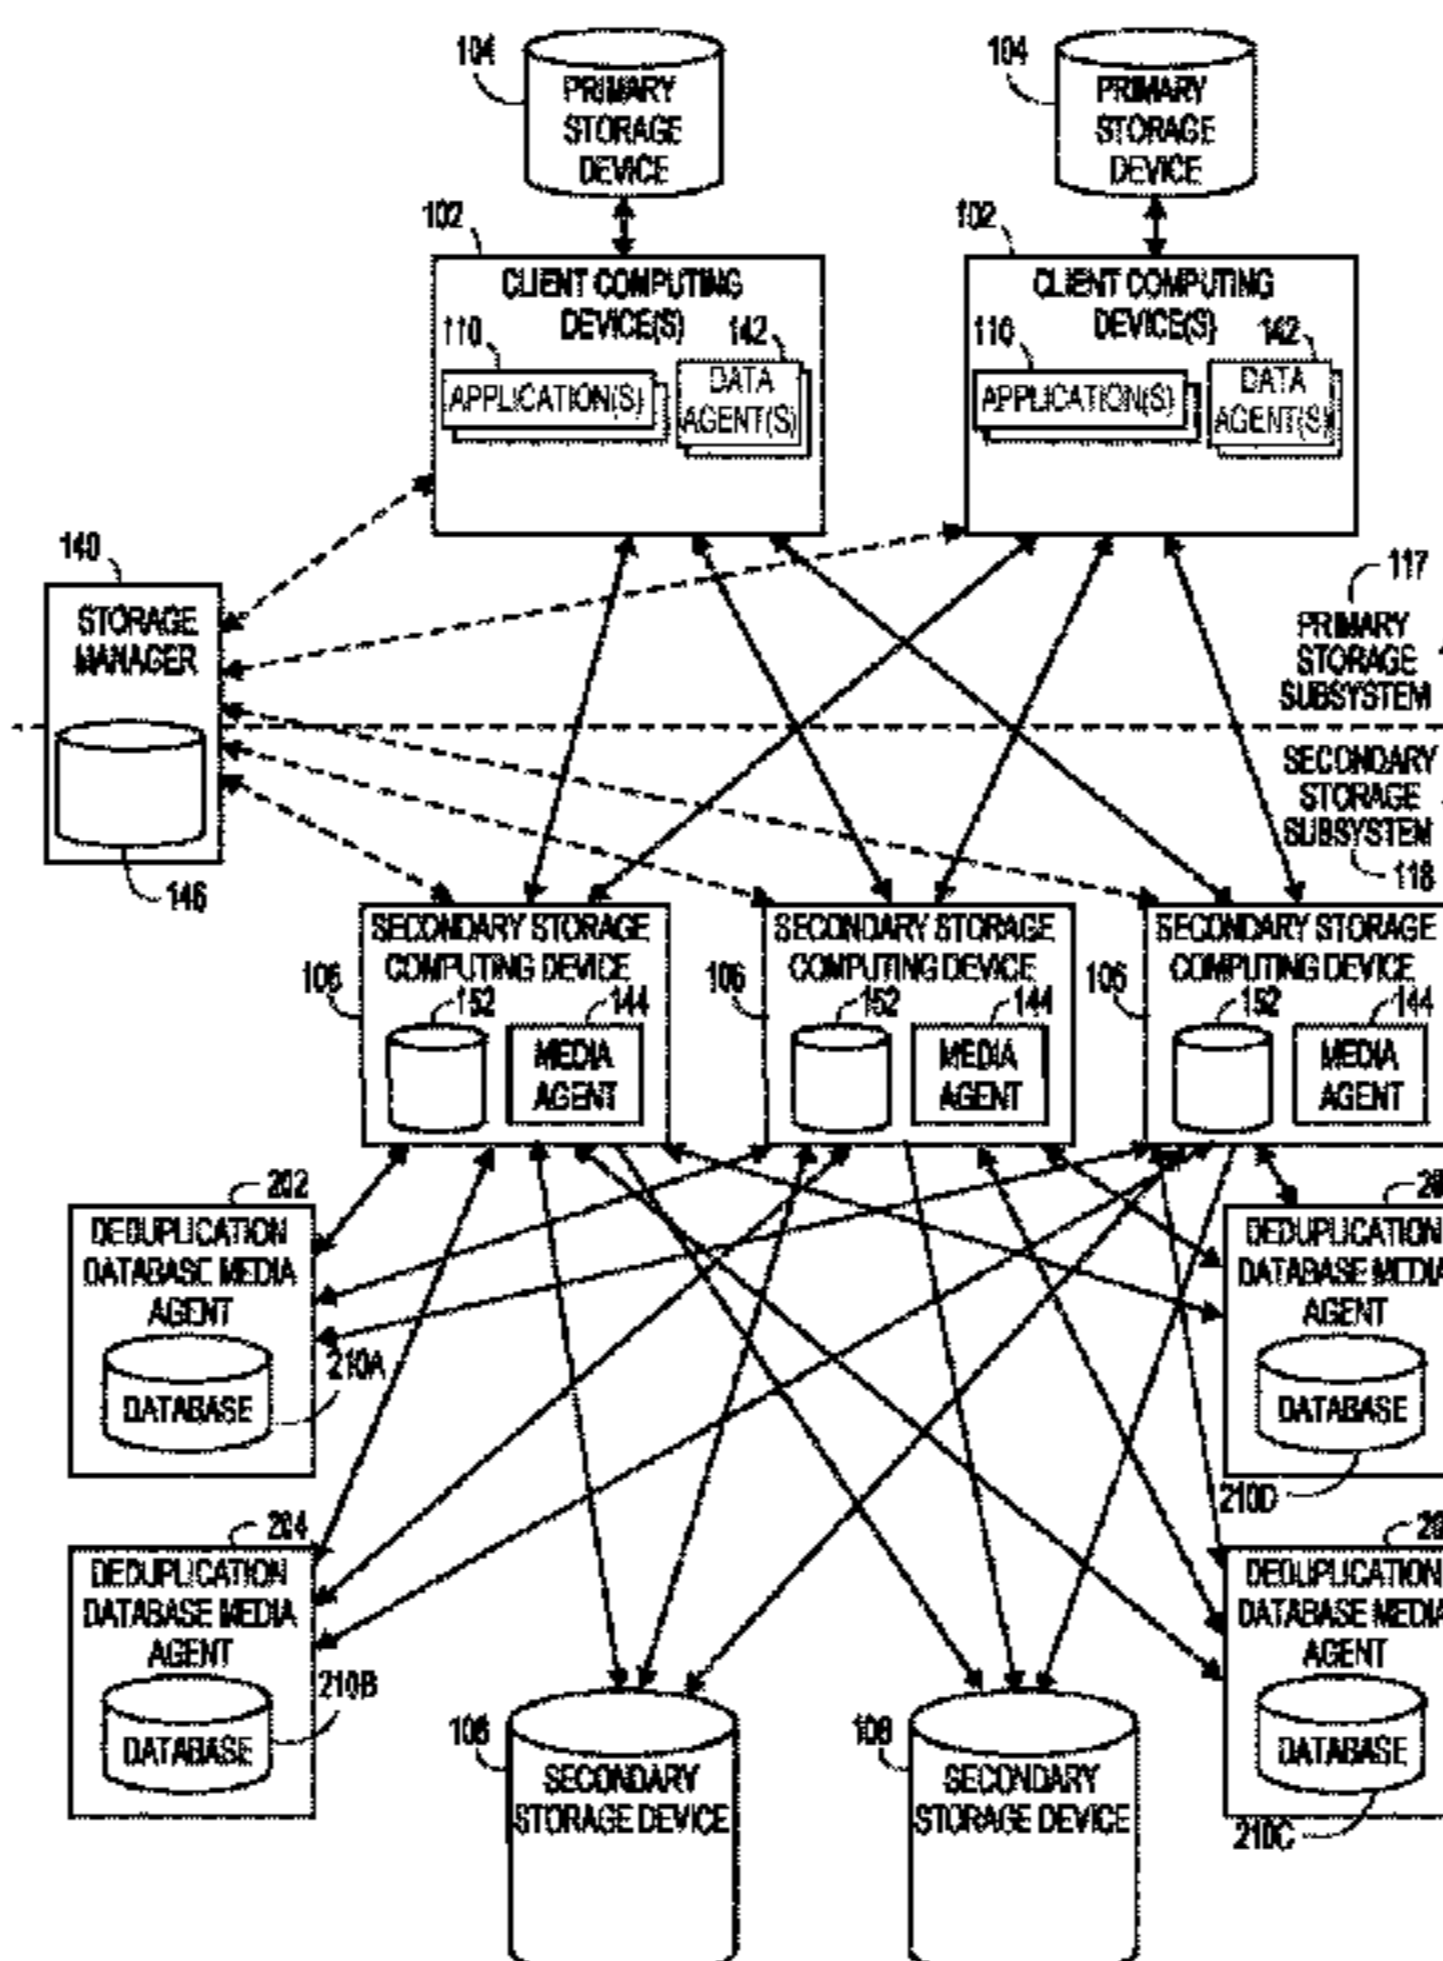 104
104
PRIMARY
STORAGE
DEVICE
PRIMARY
STORAGE
DEVICE
102
102
CLIENT COMPUTING
DEVICE(S)
110
142
APPLICATION(S)
DATA
AGENT(S)
CLIENT COMPUTING
DEVICE(S)
110
142
APPLICATION(S)
DATA
AGENT(S)
140
STORAGE
MANAGER
146
117
PRIMARY
STORAGE
SUBSYSTEM
SECONDARY
STORAGE
SUBSYSTEM
118
SECONDARY STORAGE
COMPUTING DEVICE
106
152
144
MEDIA
AGENT
SECONDARY STORAGE
COMPUTING DEVICE
106
152
144
MEDIA
AGENT
SECONDARY STORAGE
COMPUTING DEVICE
106
152
144
MEDIA
AGENT
202
DEDUPLICATION
DATABASE MEDIA
AGENT
210A
DATABASE
DEDUPLICATION
DATABASE MEDIA
AGENT
DATABASE
210D
204
DEDUPLICATION
DATABASE MEDIA
AGENT
210B
DATABASE
DEDUPLICATION
DATABASE MEDIA
AGENT
DATABASE
210C
108
SECONDARY
STORAGE DEVICE
108
SECONDARY
STORAGE DEVICE